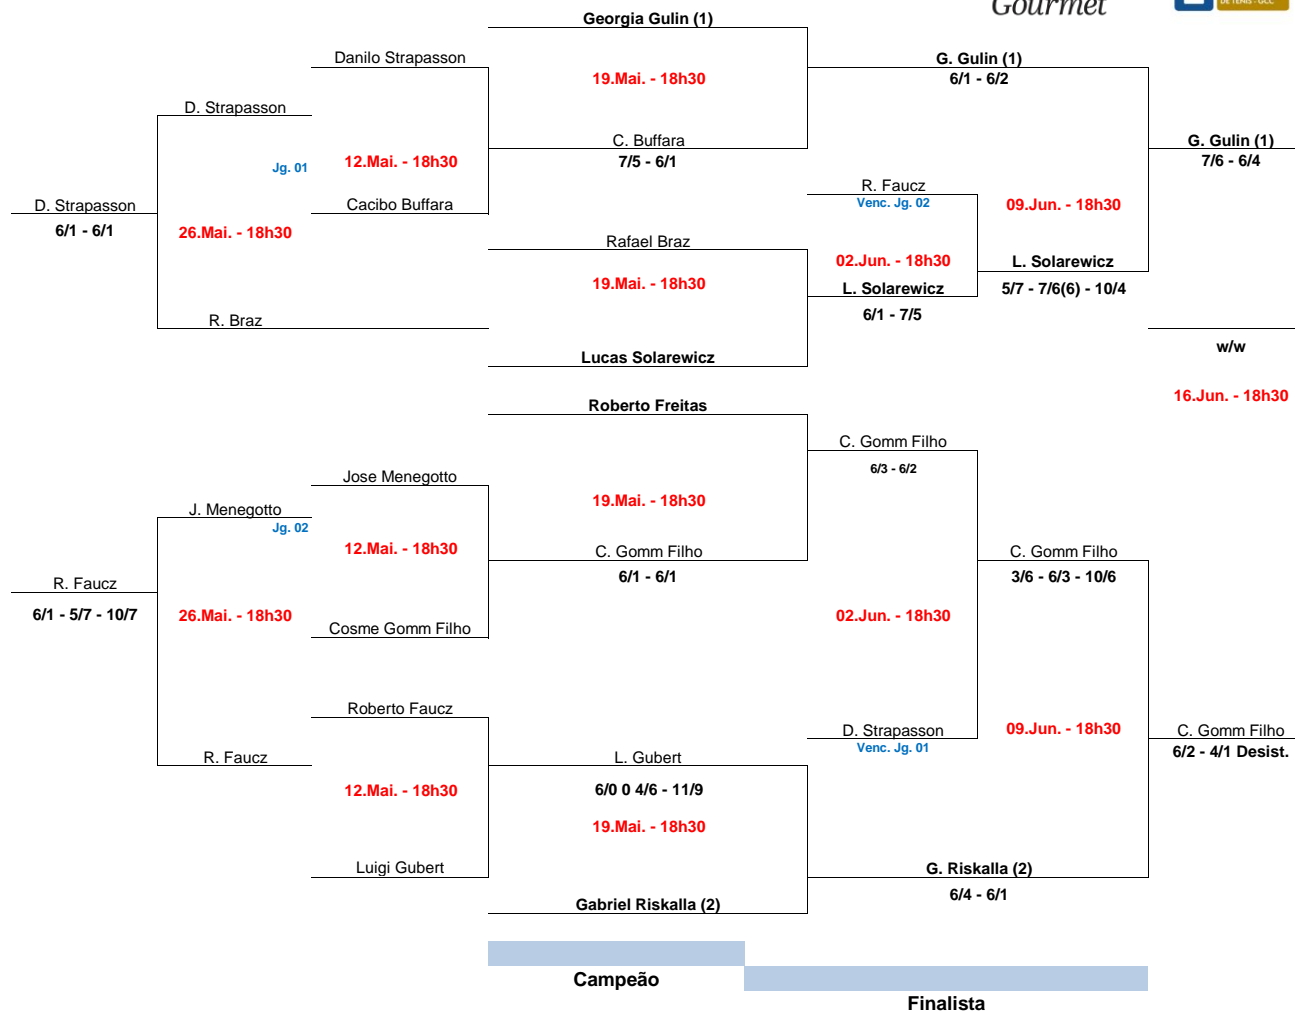 Gourmet
DE TENIS - GCC
Georgia Gulin (1)
Danilo Strapasson
G. Gulin (1)
19.Mai. - 18h30
6/1 - 6/2
D. Strapasson
C. Buffara
G. Gulin (1)
Jg. 01
12.Mai. - 18h30
7/5 - 6/1
7/6 - 6/4
R. Faucz
D. Strapasson
Cacibo Buffara
Venc. Jg. 02
09.Jun. - 18h30
6/1 - 6/1
26.Mai. - 18h30
Rafael Braz
02.Jun. - 18h30
L. Solarewicz
19.Mai. - 18h30
L. Solarewicz
5/7 - 7/6(6) - 10/4
R. Braz
6/1 - 7/5
w/w
Lucas Solarewicz
16.Jun. - 18h30
Roberto Freitas
C. Gomm Filho
6/3 - 6/2
Jose Menegotto
19.Mai. - 18h30
J. Menegotto
Jg. 02
12.Mai. - 18h30
C. Gomm Filho
C. Gomm Filho
R. Faucz
6/1 - 6/1
3/6 - 6/3 - 10/6
6/1 - 5/7 - 10/7
26.Mai. - 18h30
02.Jun. - 18h30
Cosme Gomm Filho
Roberto Faucz
D. Strapasson
09.Jun. - 18h30
C. Gomm Filho
Venc. Jg. 01
6/2 - 4/1 Desist.
R. Faucz
L. Gubert
12.Mai. - 18h30
6/0 0 4/6 - 11/9
19.Mai. - 18h30
Luigi Gubert
G. Riskalla (2)
6/4 - 6/1
Gabriel Riskalla (2)
Campeão
Finalista